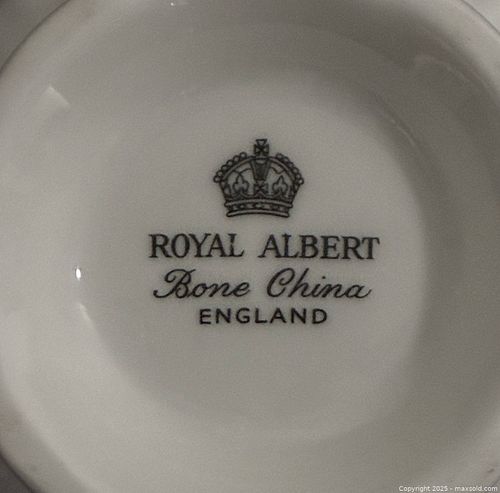 ROYAL ALBERT
Bone China
ENGLAND
Copyright 2025 - maxsold.com